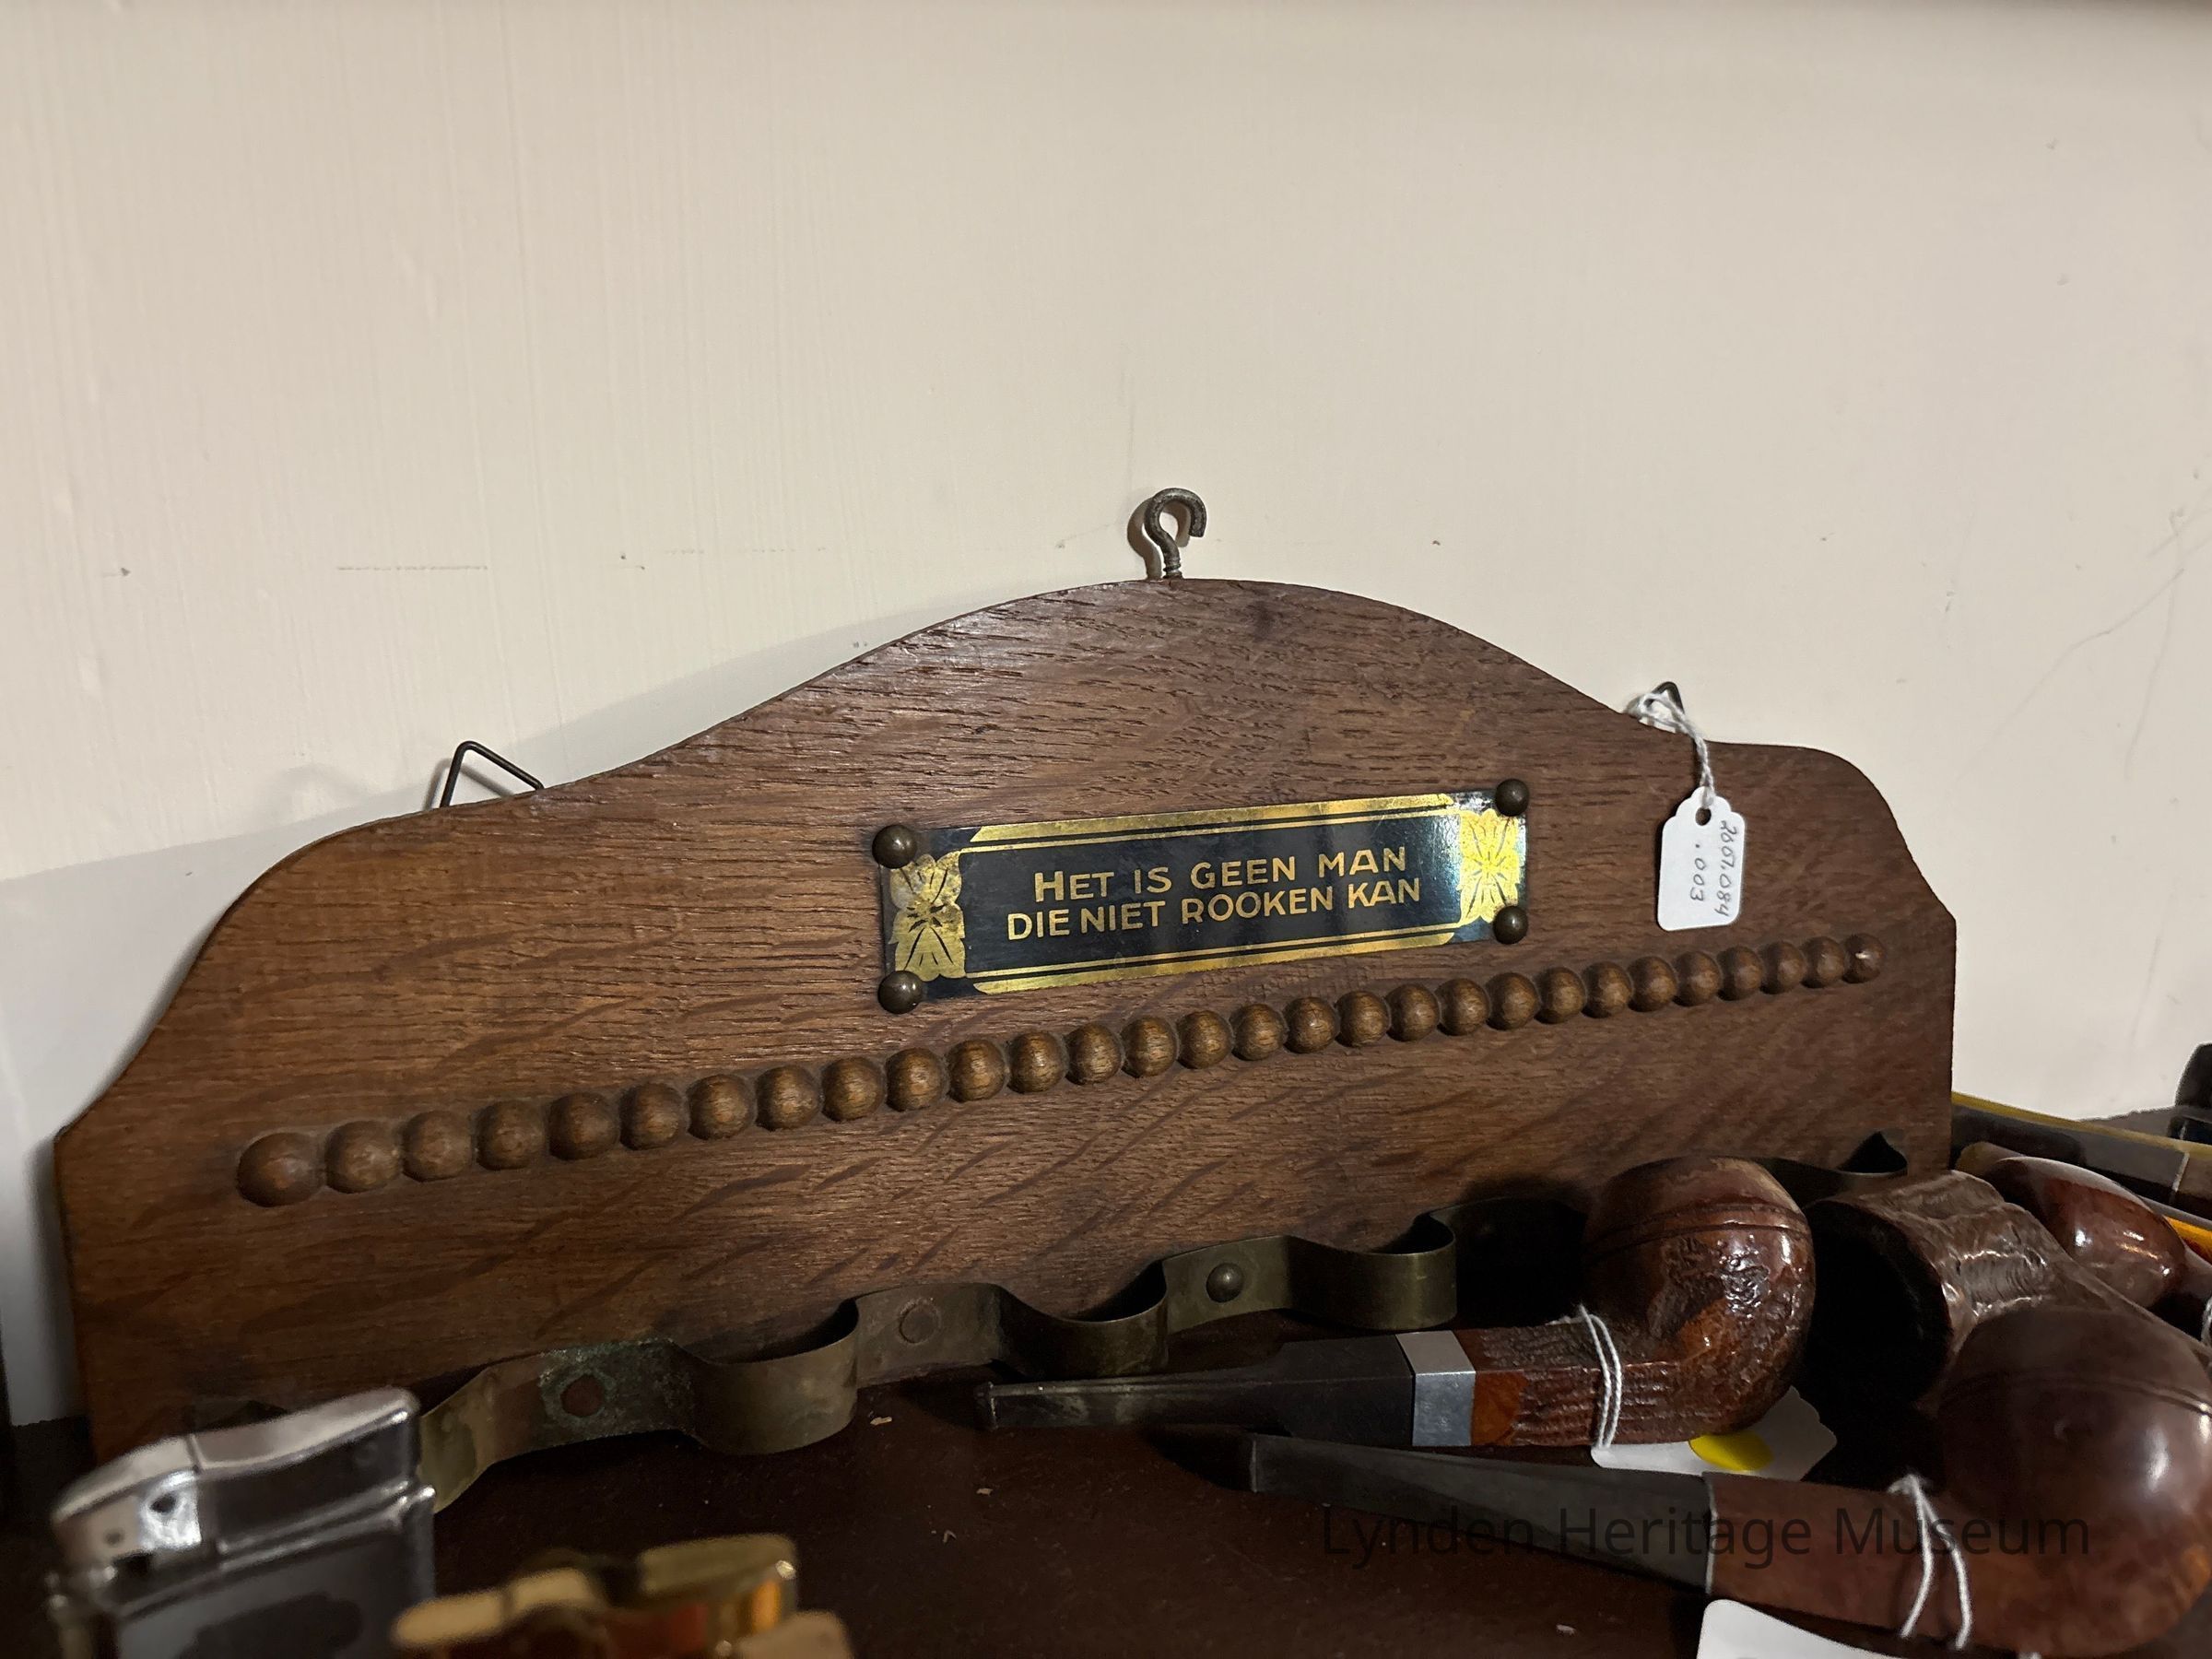 HET IS GEEN MAN
DIE NIET ROOKEN KAN
2007.084
.003
Lynden Heritage Museum